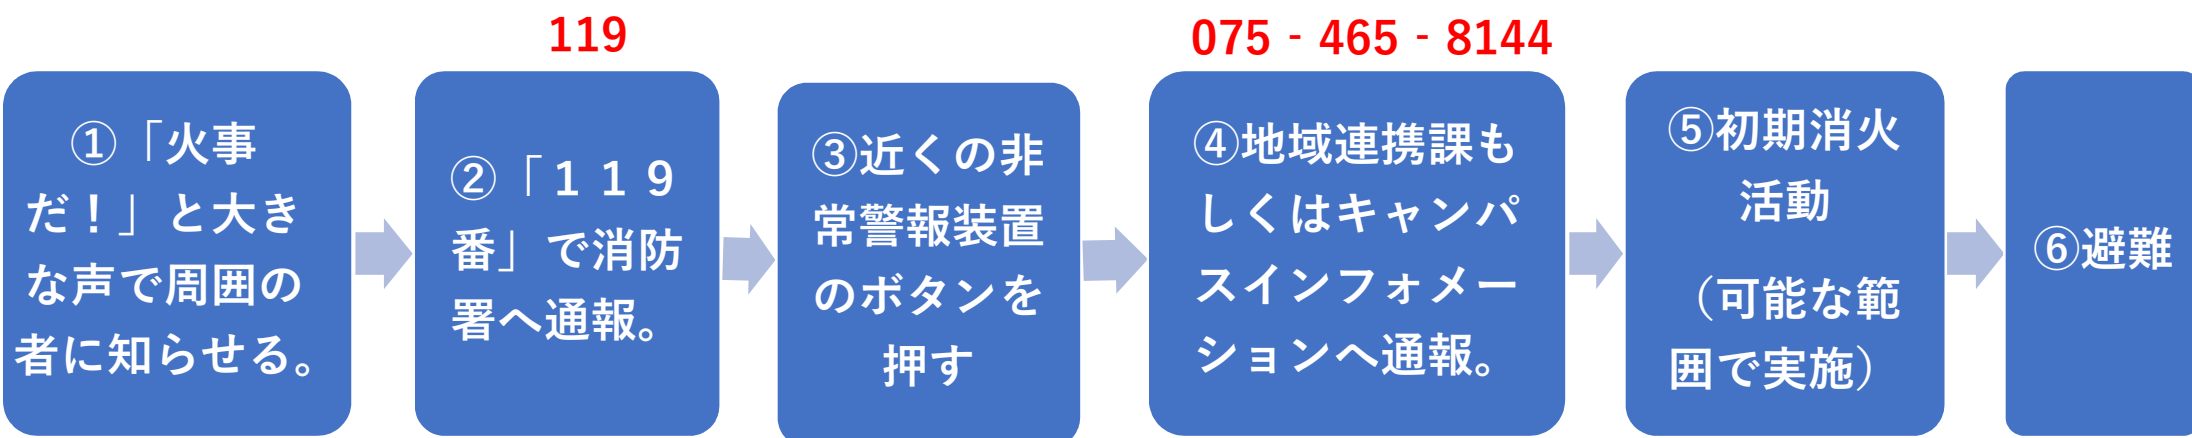 119
075 - 465 - 8144
①「火事
だ！」と大き
な声で周囲の
者に知らせる。
②「１１９
番」で消防
署へ通報。
③近くの非
常警報装置
のボタンを
押す
④地域連携課も
しくはキャンパ
スインフォメー
ションへ通報。
⑤初期消火
活動
（可能な範
囲で実施）
⑥避難